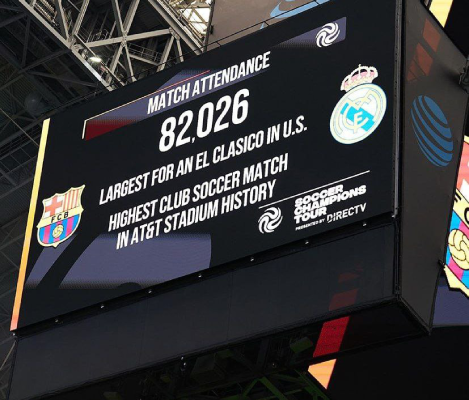 MATCH ATTENDANCE
82,026
LARGEST FOR AN EL CLASICO IN U.S.
HIGHEST CLUB SOCCER MATCH
IN AT&T STADIUM HISTORY
FCB
SOCCER
CHAMPIONS
TOUR
PRESENTED BY DIRECTV